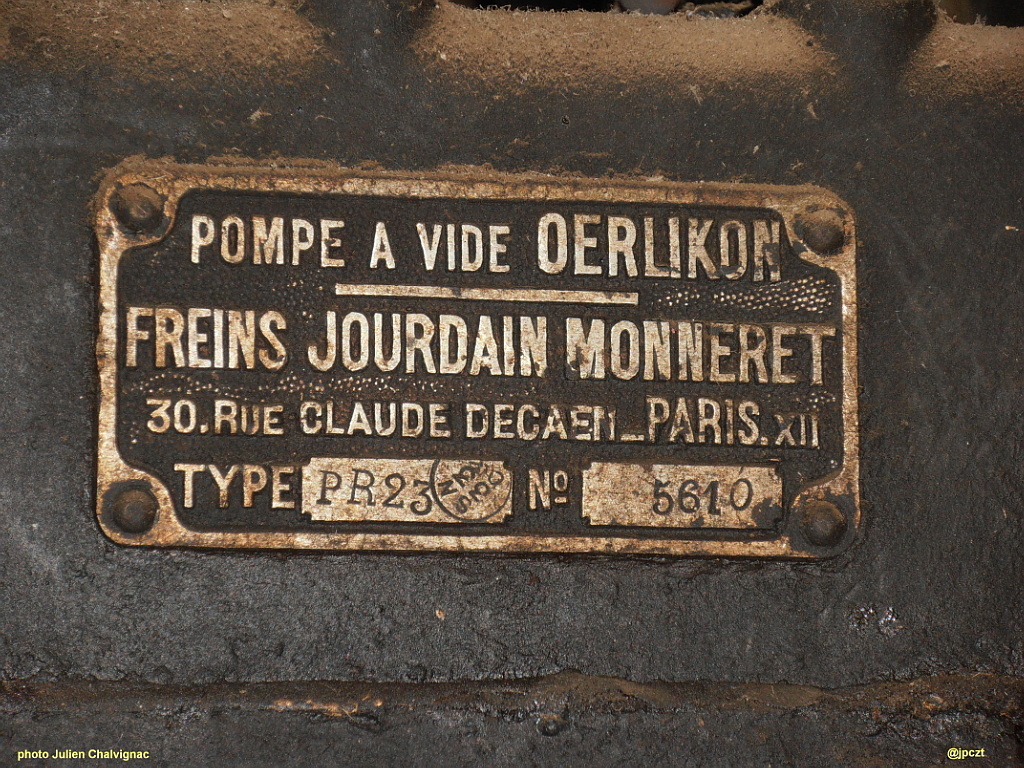 POMPE A VIDE OERLIKON
FREINS JOURDAIN MONNERET
30. RUE CLAUDE DECAEN_PARIS. XII
TYPE PR23 Nº 5610
photo Julien Chalvignac @jpczt